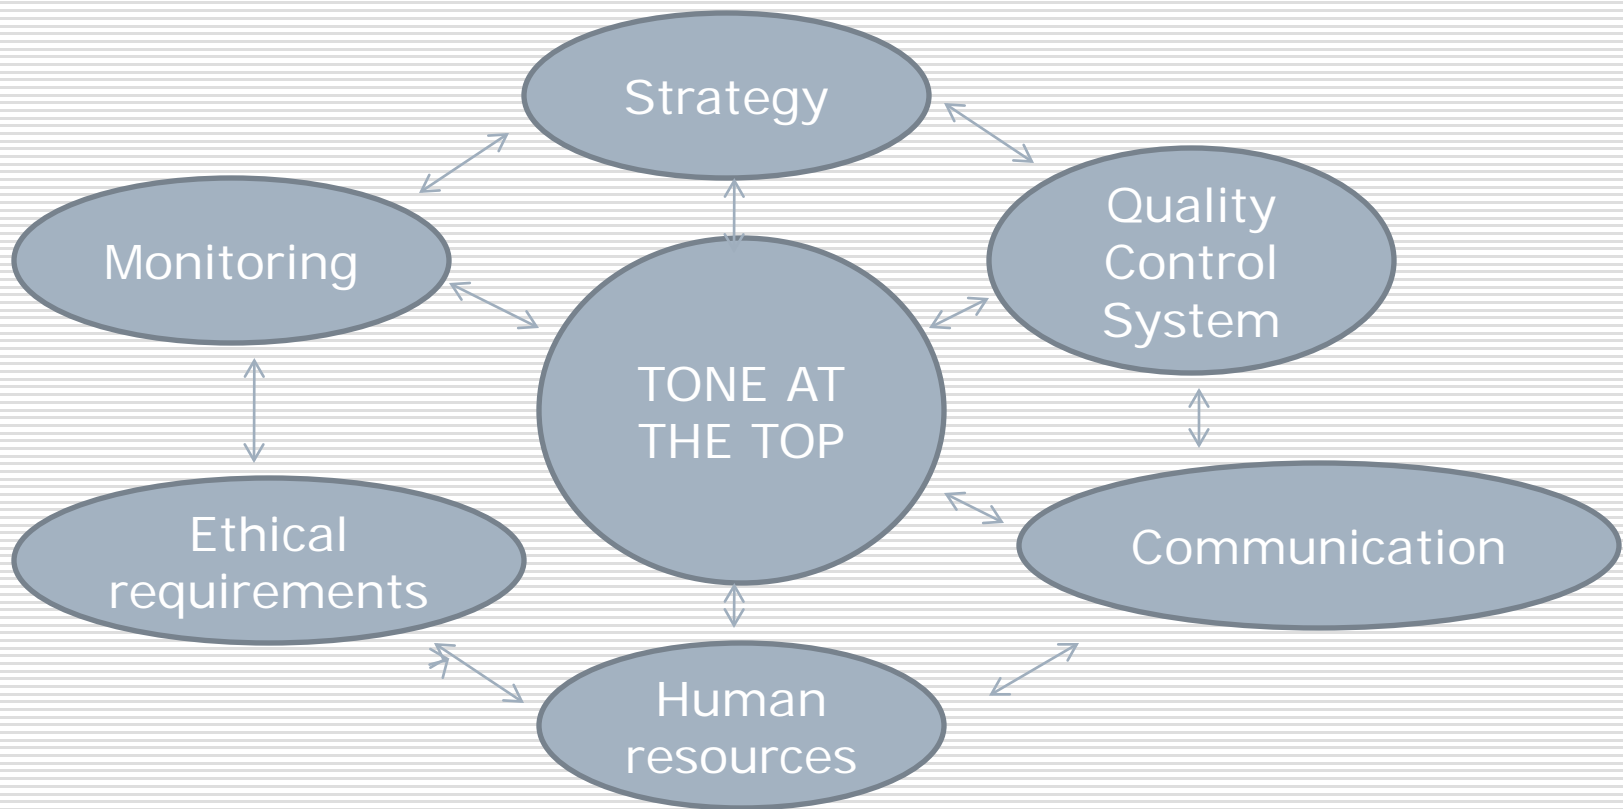 Strategy
Monitoring
Quality
Control
System
TONE AT
THE TOP
Ethical
requirements
Communication
Human
resources